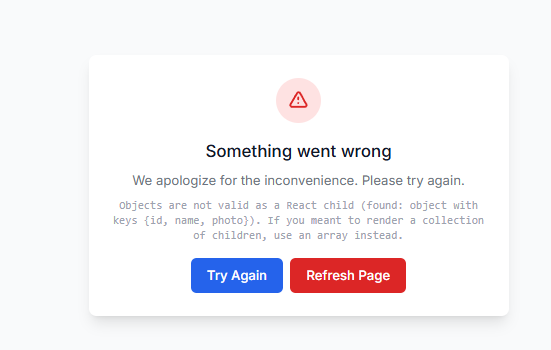 Something went wrong
We apologize for the inconvenience. Please try again.
Objects are not valid as a React child (found: object with
keys {id, name, photo}). If you meant to render a collection
of children, use an array instead.
Try Again
Refresh Page